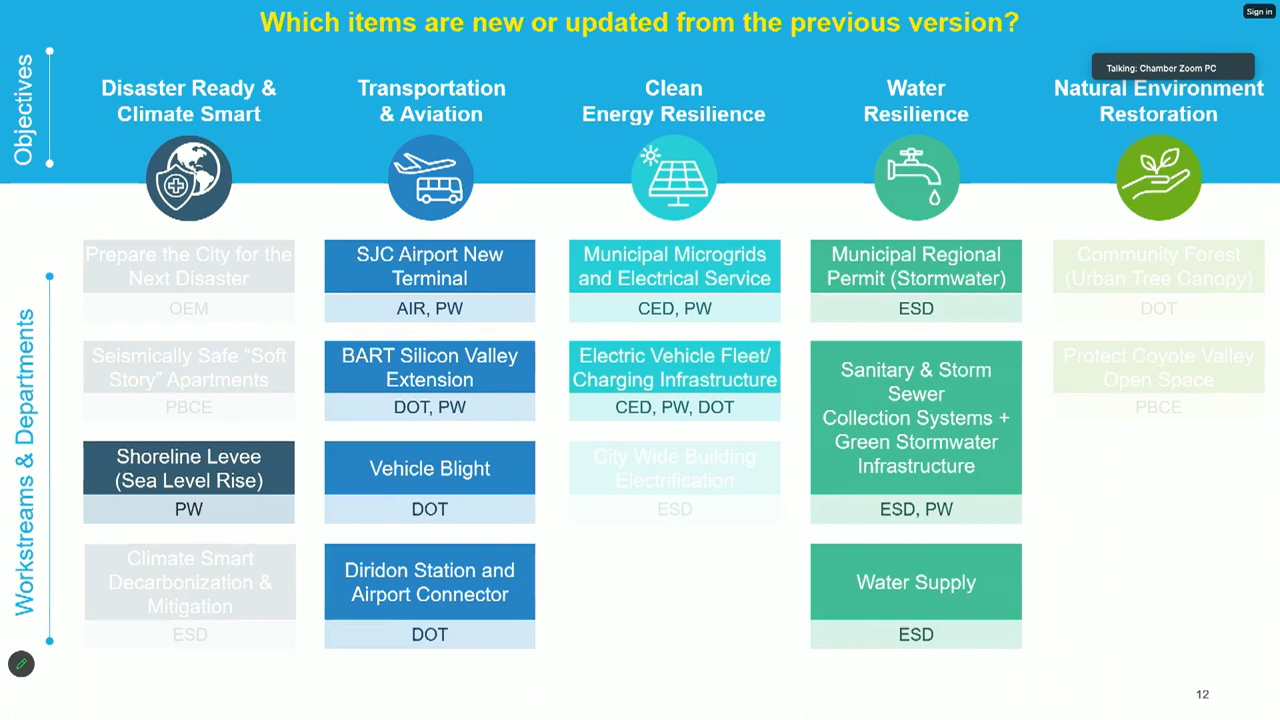 Which items are new or updated from the previous version?
Sign in
Talking: Chamber Zoom PC
Objectives
Disaster Ready &
Climate Smart
Transportation
& Aviation
Clean
Energy Resilience
Water
Resilience
Natural Environment
Restoration
Workstreams & Departments
Prepare the City for the
Next Disaster
OEM
Seismically Safe “Soft
Story” Apartments
PBCE
Shoreline Levee
(Sea Level Rise)
PW
Climate Smart
Decarbonization &
Mitigation
ESD
SJC Airport New
Terminal
AIR, PW
BART Silicon Valley
Extension
DOT, PW
Vehicle Blight
DOT
Diridon Station and
Airport Connector
DOT
Municipal Microgrids
and Electrical Service
CED, PW
Electric Vehicle Fleet/
Charging Infrastructure
CED, PW, DOT
City Wide Building
Electrification
ESD
Municipal Regional
Permit (Stormwater)
ESD
Sanitary & Storm
Sewer
Collection Systems +
Green Stormwater
Infrastructure
ESD, PW
Water Supply
ESD
Community Forest
(Urban Tree Canopy)
DOT
Protect Coyote Valley
Open Space
PBCE
12